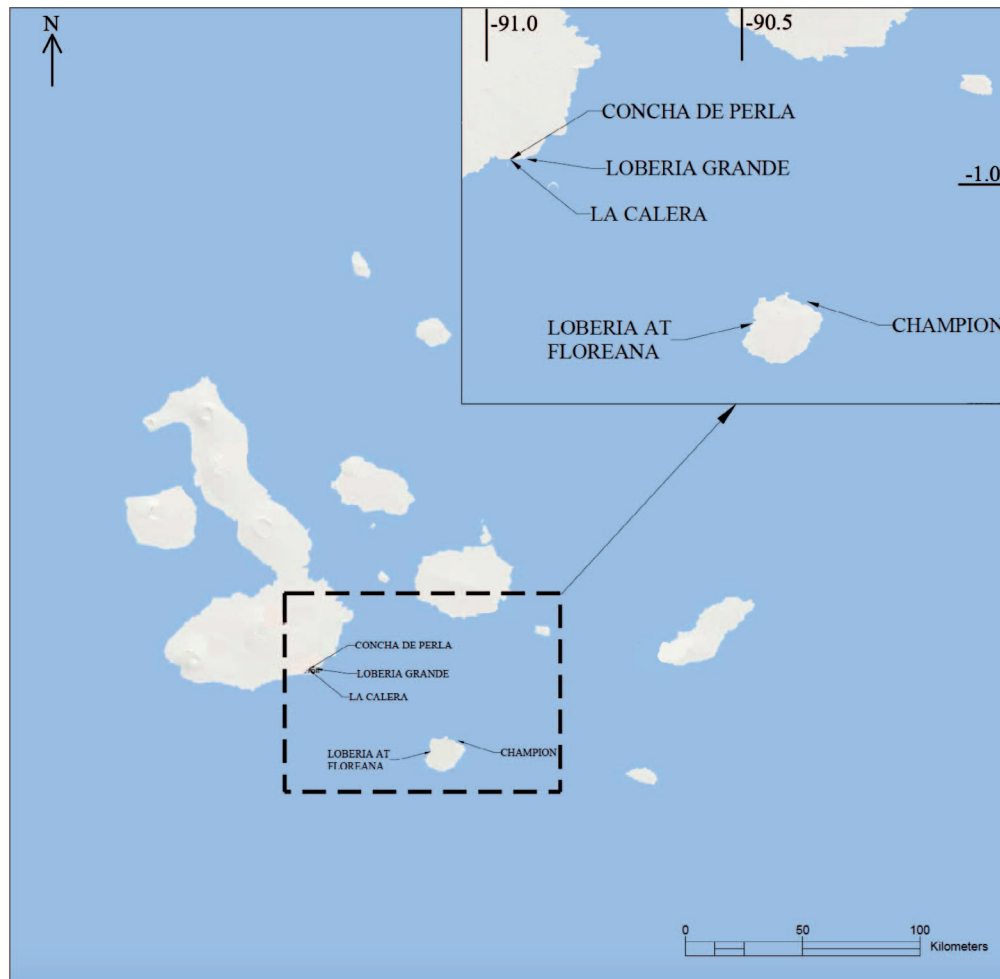 N
-91.0
-90.5
CONCHA DE PERLA
LOBERIA GRANDE
-1.0
LA CALERA
LOBERIA AT
FLOREANA
CHAMPION
CONCHA DE PERLA
LOBERIA GRANDE
LA CALERA
LOBERIA AT
FLOREANA
CHAMPION
0
50
100
Kilometers